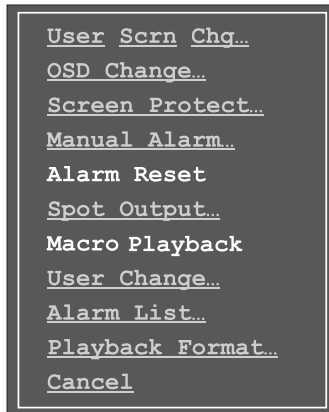 User Scrn Chg…
OSD Change…
Screen Protect…
Manual Alarm…
Alarm Reset
Spot Output…
Macro Playback
User Change…
Alarm List…
Playback Format…
Cancel